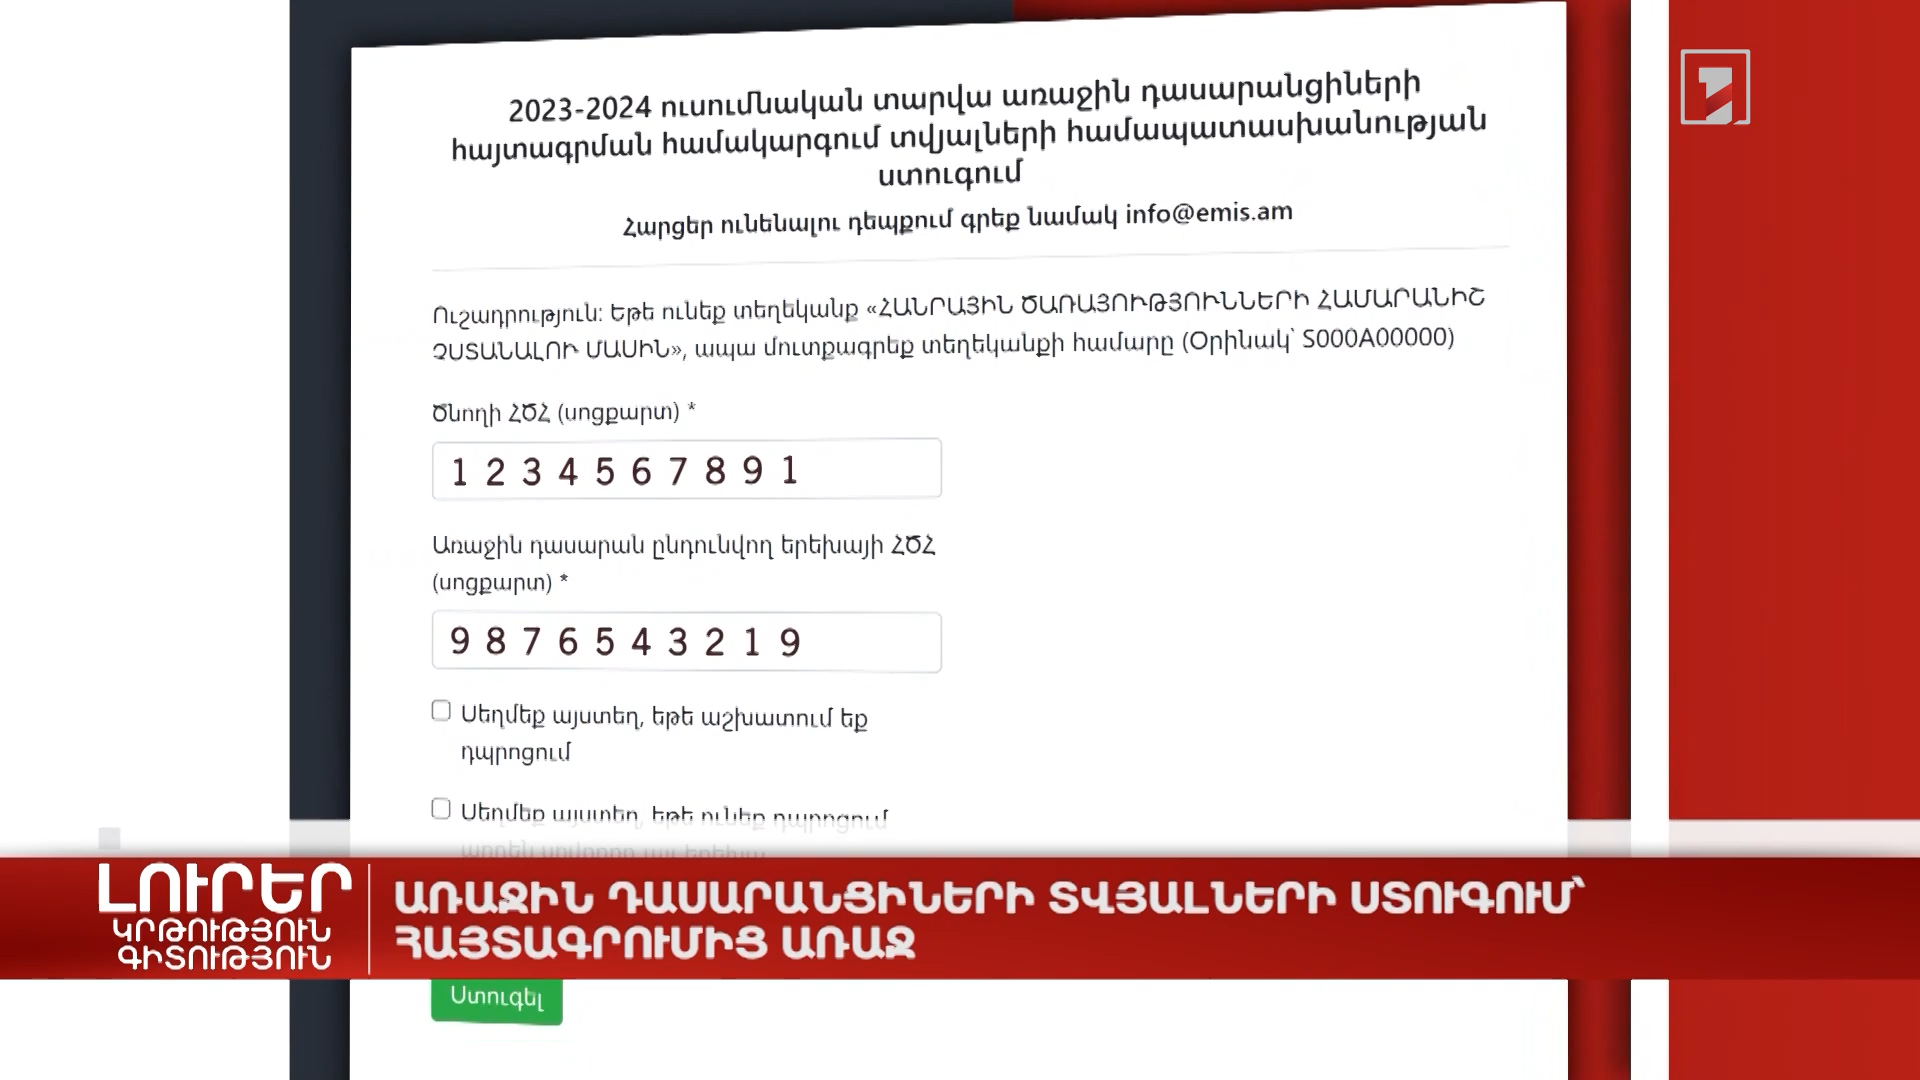 2023-2024 ուսումնական տարվա առաջին դասարանցիների
հայտագրման համակարգում տվյալների համապատասխանության
ստուգում
Հարցեր ունենալու դեպքում գրեք նամակ info@emis.am
Ուշադրություն: Եթե ունեք տեղեկանք «ՀԱՆՐԱՅԻՆ ԾԱՌԱՅՈՒԹՅՈՒՆՆԵՐԻ ՀԱՄԱՐԱՆԻՇ
ՉՍՏԱՆԱԼՈՒ ՄԱՍԻՆ», ապա մուտքագրեք տեղեկանքի համարը (Օրինակ՝ S000A00000)
Ծնողի ՀԾՀ (սոցքարտ) *
1 2 3 4 5 6 7 8 9 1
Առաջին դասարան ընդունվող երեխայի ՀԾՀ
(սոցքարտ) *
9 8 7 6 5 4 3 2 1 9
Սեղմեք այստեղ, եթե աշխատում եք
դպրոցում
Սեղմեք այստեղ, եթե ունեք դպրոցում
արդեն սովորող այլ երեխա
ԼՈՒՐԵՐ
ԿՐԹՈՒԹՅՈՒՆ
ԳԻՏՈՒԹՅՈՒՆ
ԱՌԱՋԻՆ ԴԱՍԱՐԱՆՑԻՆԵՐԻ ՏՎՅԱԼՆԵՐԻ ՍՏՈՒԳՈՒՄ՝
ՀԱՅՏԱԳՐՈՒՄԻՑ ԱՌԱՋ
Ստուգել